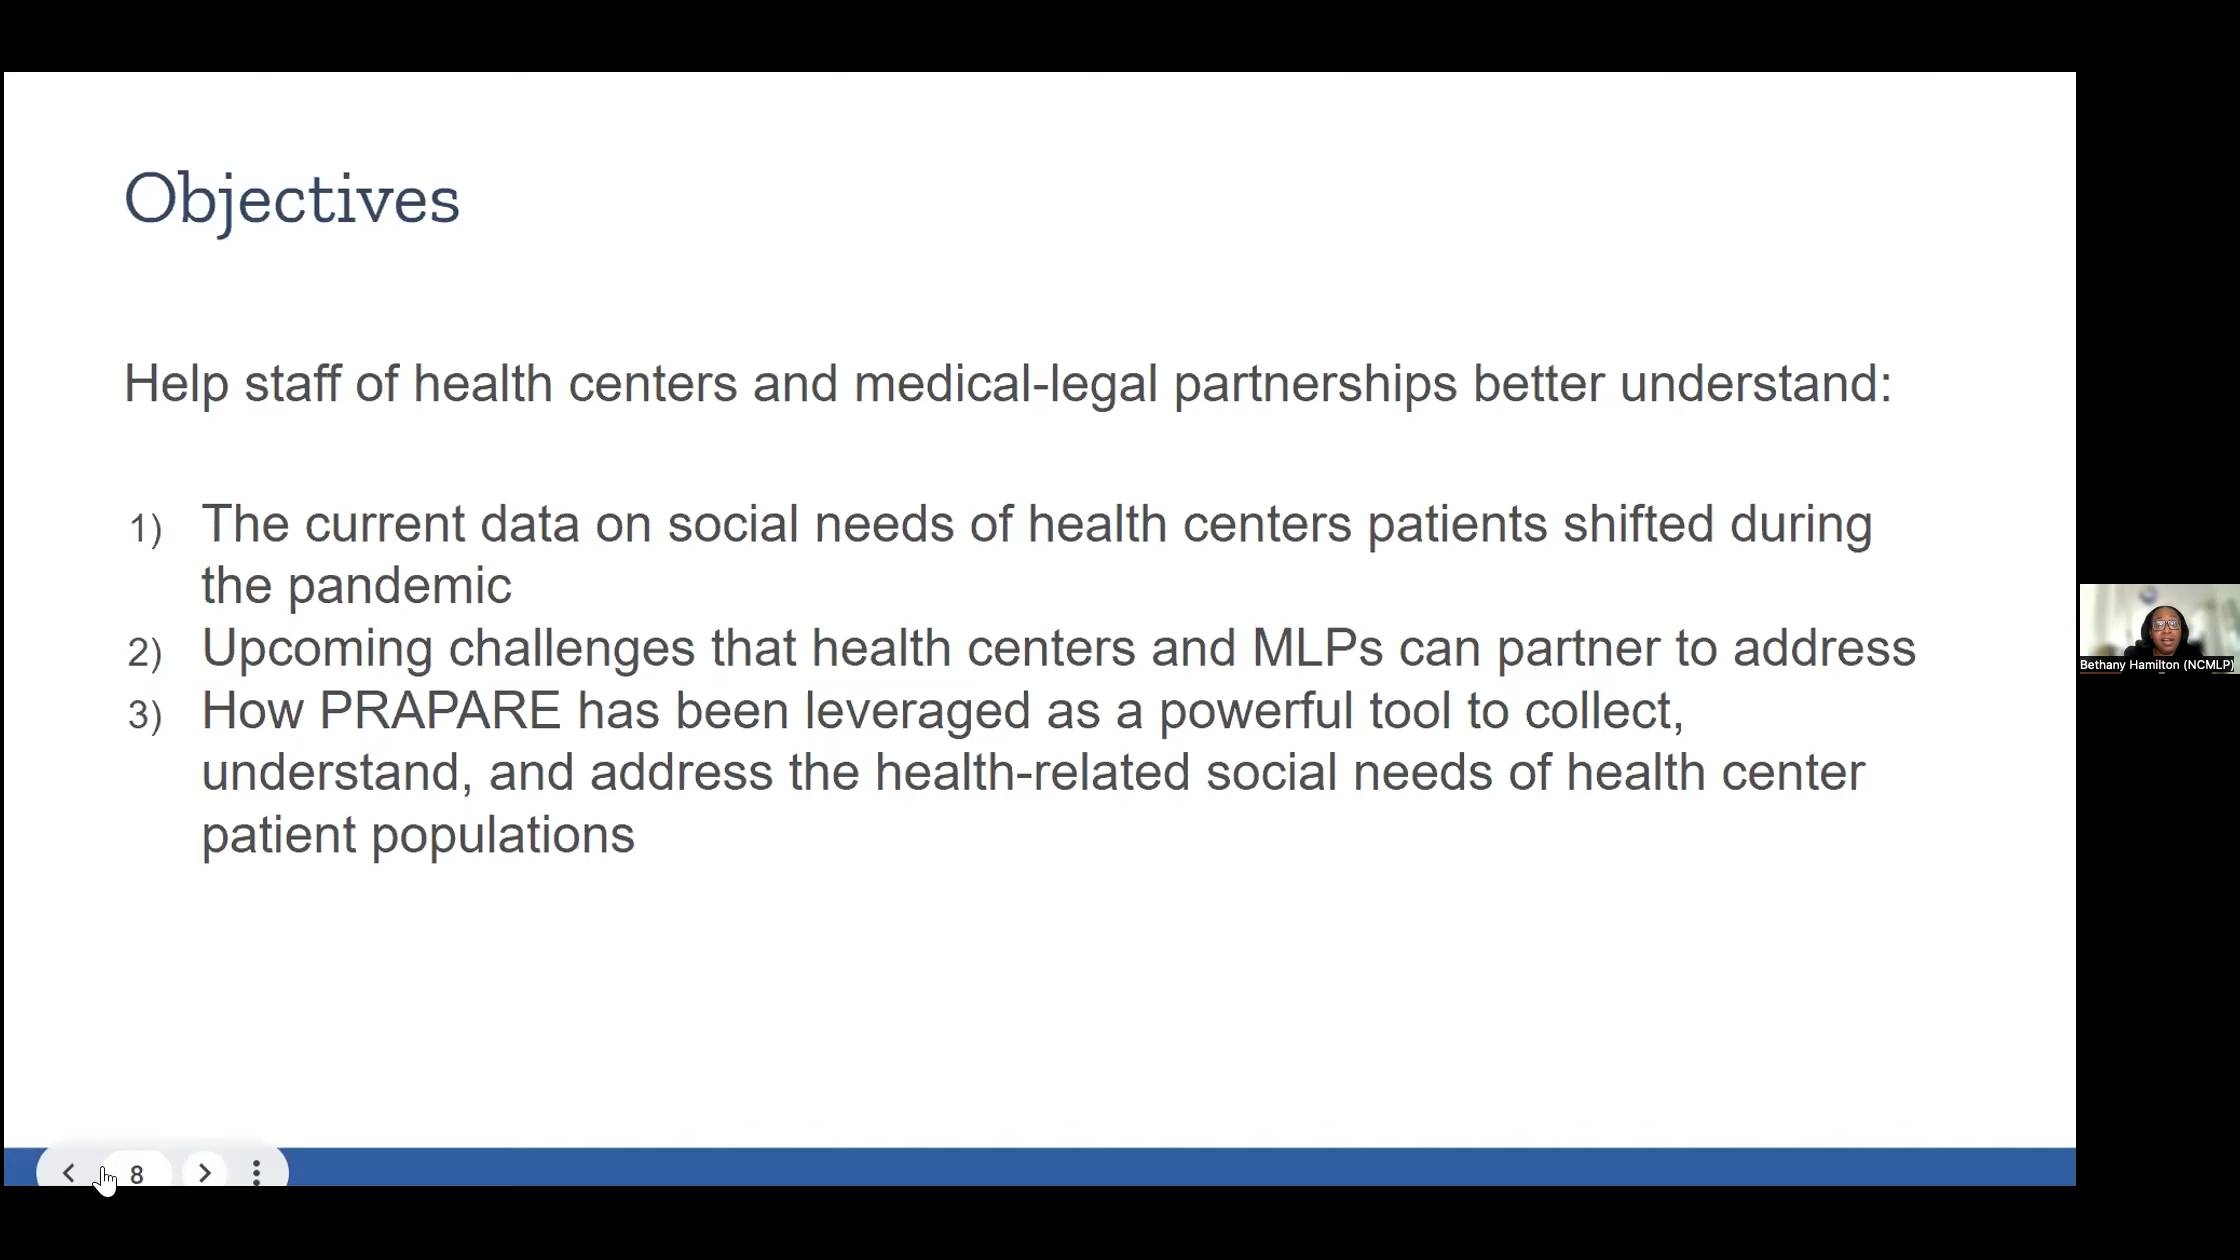 Objectives
Help staff of health centers and medical-legal partnerships better understand:
1) The current data on social needs of health centers patients shifted during
the pandemic
2) Upcoming challenges that health centers and MLPs can partner to address
3) How PRAPARE has been leveraged as a powerful tool to collect,
understand, and address the health-related social needs of health center
patient populations
Bethany Hamilton (NCMLP)
8